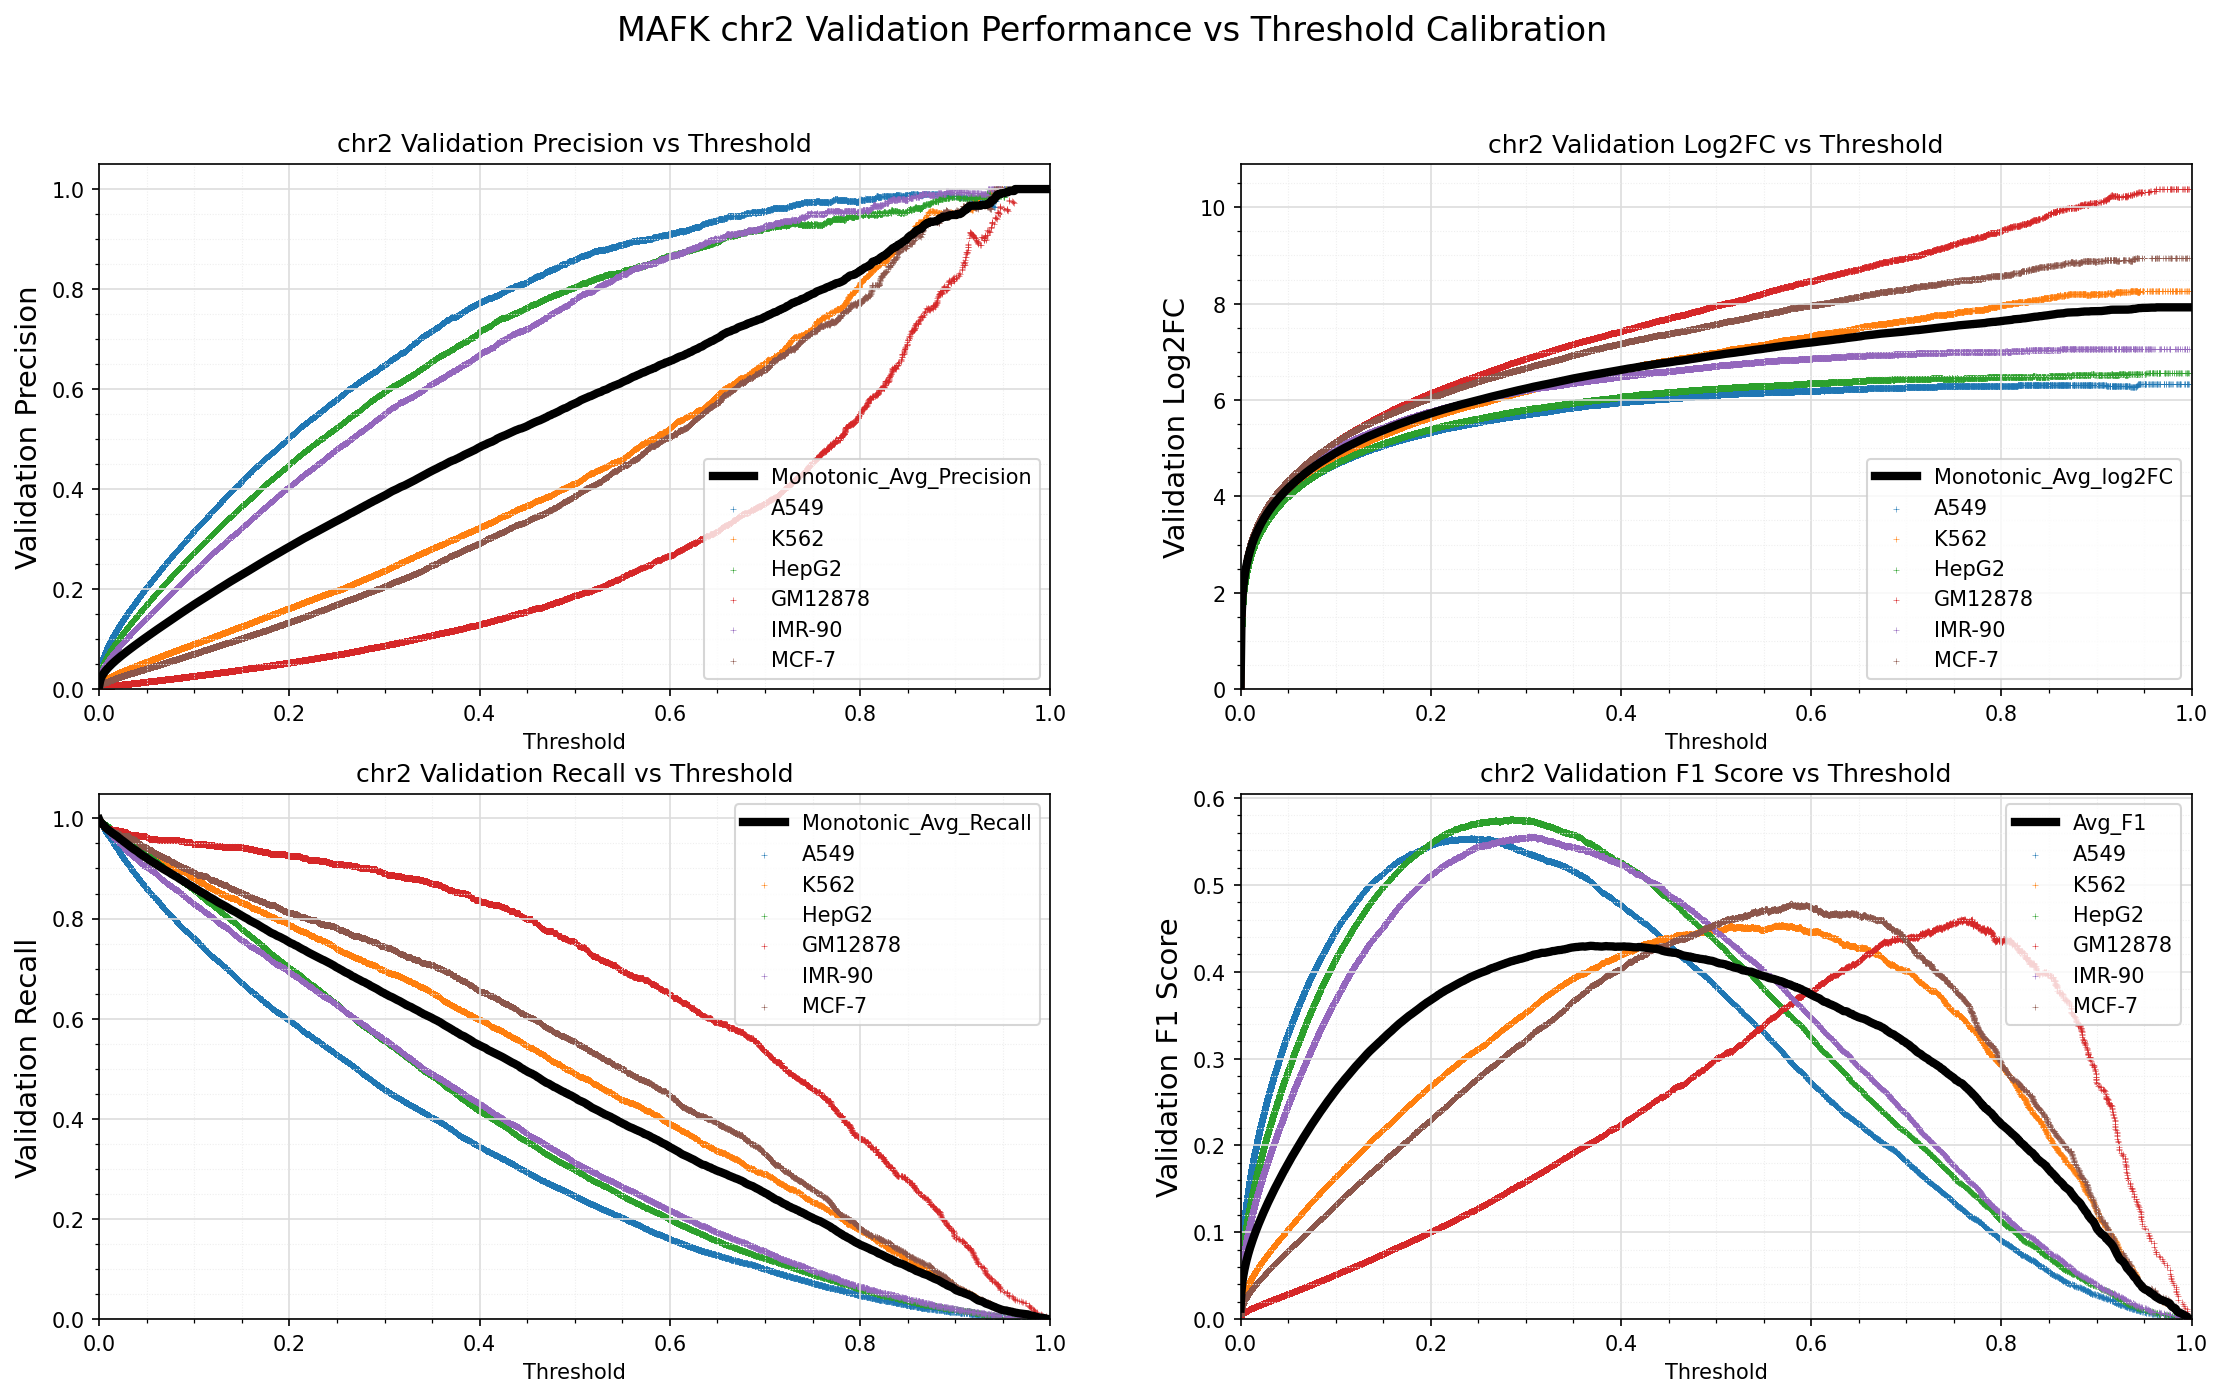 MAFK chr2 Validation Performance vs Threshold Calibration
chr2 Validation Precision vs Threshold
Validation Precision
1.0
0.8
0.6
0.4
0.2
0.0
0.0 0.2 0.4 0.6 0.8 1.0
Threshold
Monotonic_Avg_Precision
A549
K562
HepG2
GM12878
IMR-90
MCF-7
chr2 Validation Log2FC vs Threshold
Validation Log2FC
10
8
6
4
2
0
0.0 0.2 0.4 0.6 0.8 1.0
Threshold
Monotonic_Avg_log2FC
A549
K562
HepG2
GM12878
IMR-90
MCF-7
chr2 Validation Recall vs Threshold
Validation Recall
1.0
0.8
0.6
0.4
0.2
0.0
0.0 0.2 0.4 0.6 0.8 1.0
Threshold
Monotonic_Avg_Recall
A549
K562
HepG2
GM12878
IMR-90
MCF-7
chr2 Validation F1 Score vs Threshold
Validation F1 Score
0.6
0.5
0.4
0.3
0.2
0.1
0.0
0.0 0.2 0.4 0.6 0.8 1.0
Threshold
Avg_F1
A549
K562
HepG2
GM12878
IMR-90
MCF-7